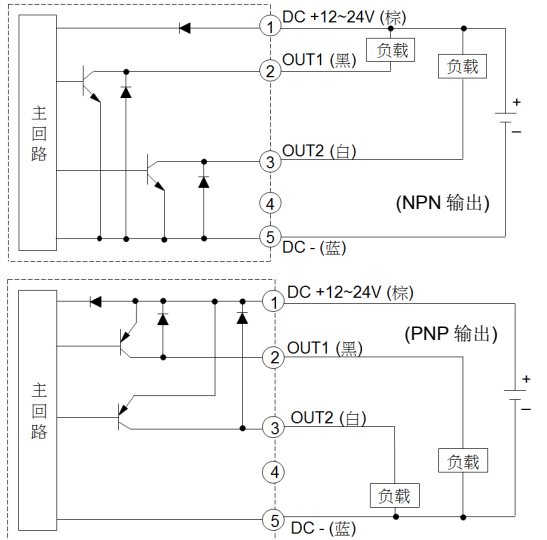 1 DC +12~24V (棕)
负载
负载
2 OUT1 (黑)
+
主回路
−
3 OUT2 (白)
4
(NPN 输出)
5 DC - (蓝)
1 DC +12~24V (棕)
(PNP 输出)
2 OUT1 (黑)
+
主回路
−
3 OUT2 (白)
负载
4
负载
5 DC - (蓝)